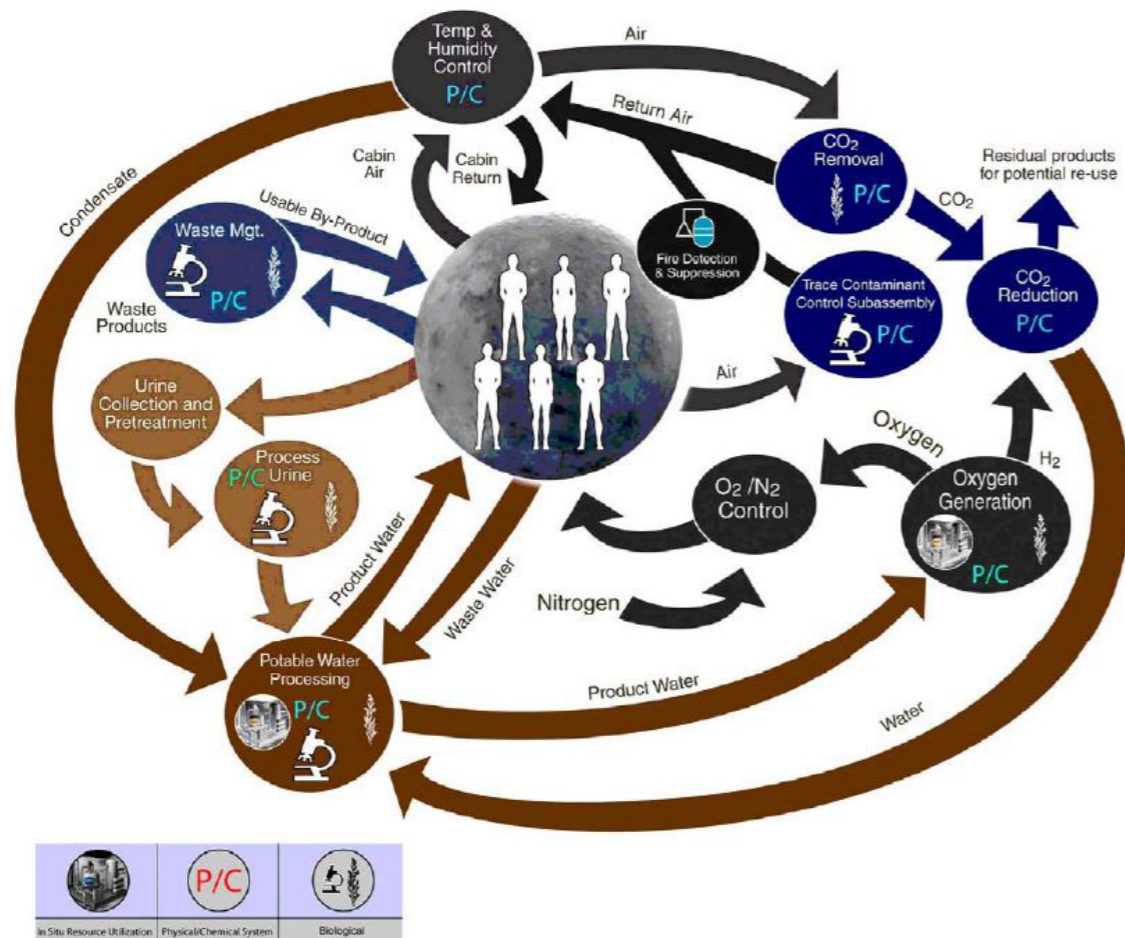 Temp &
Humidity
Control
P/C
Air
Return Air
Cabin
Air
Cabin
Return
CO2
Removal
P/C
CO2
Residual products
for potential re-use
Condensate
Usable By-Product
Waste Mgt.
P/C
Waste
Products
Fire Detection
& Suppression
Trace Contaminant
Control Subassembly
P/C
CO2
Reduction
P/C
Air
Urine
Collection and
Pretreatment
Process
P/C Urine
Oxygen
H2
Oxygen
Generation
P/C
O2 /N2
Control
Nitrogen
Product Water
Waste Water
Potable Water
Processing
P/C
Product Water
Water
P/C
In Situ Resource Utilization
Physical/Chemical System
Biological